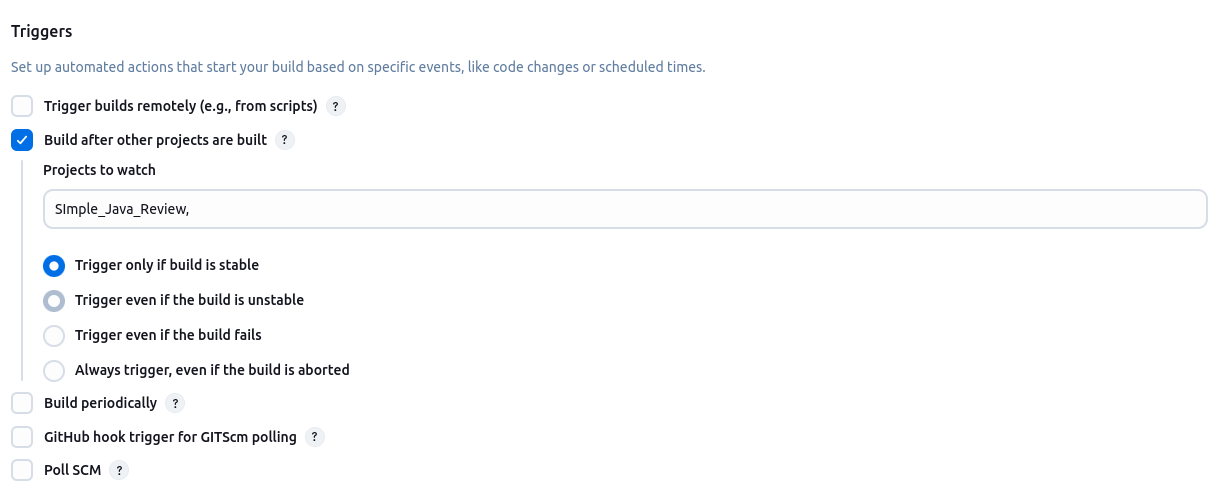 Triggers
Set up automated actions that start your build based on specific events, like code changes or scheduled times.
Trigger builds remotely (e.g., from scripts) ?
Build after other projects are built ?
Projects to watch
SImple_Java_Review,
Trigger only if build is stable
Trigger even if the build is unstable
Trigger even if the build fails
Always trigger, even if the build is aborted
Build periodically ?
GitHub hook trigger for GITScm polling ?
Poll SCM ?